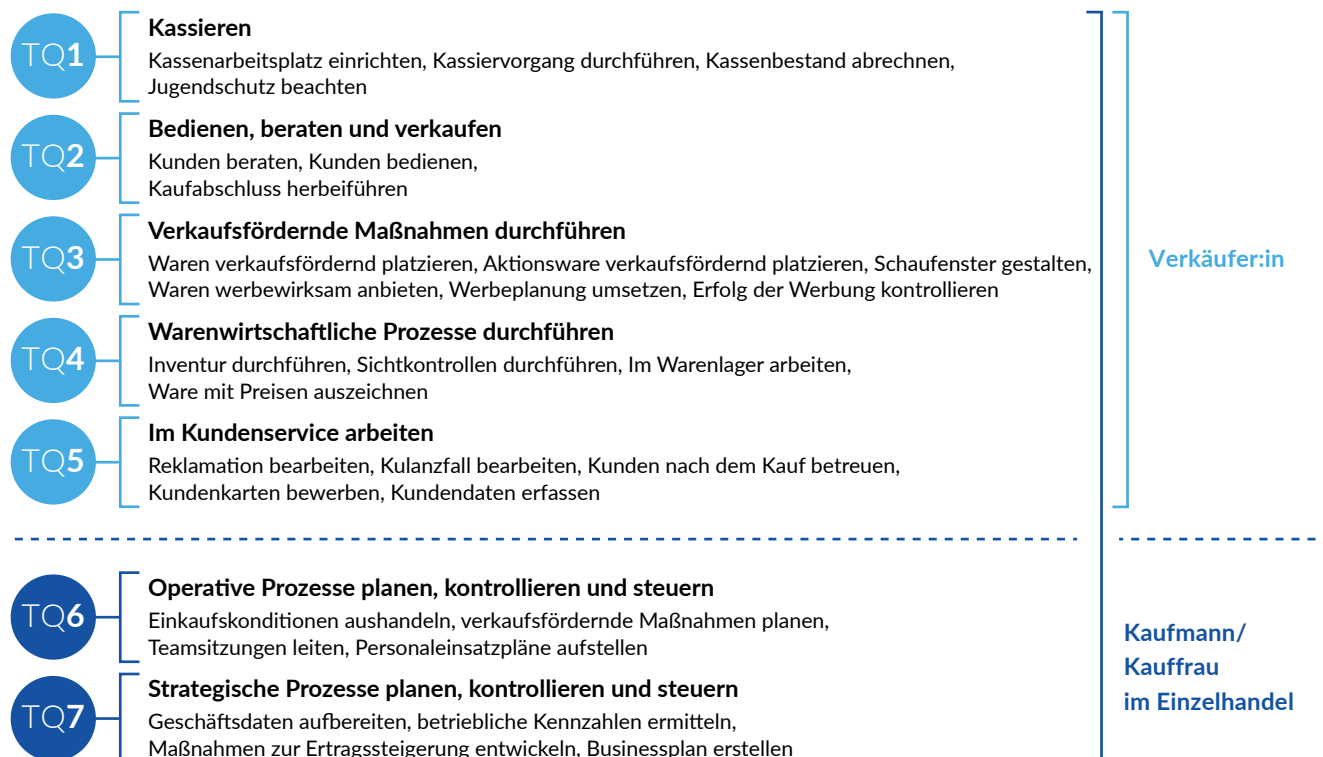 TQ1
Kassieren
Kassenarbeitsplatz einrichten, Kassiervorgang durchführen, Kassenbestand abrechnen,
Jugendschutz beachten
TQ2
Bedienen, beraten und verkaufen
Kunden beraten, Kunden bedienen,
Kaufabschluss herbeiführen
TQ3
Verkaufsfördernde Maßnahmen durchführen
Waren verkaufsfördernd platzieren, Aktionsware verkaufsfördernd platzieren, Schaufenster gestalten,
Waren werbewirksam anbieten, Werbeplanung umsetzen, Erfolg der Werbung kontrollieren
TQ4
Warenwirtschaftliche Prozesse durchführen
Inventur durchführen, Sichtkontrollen durchführen, Im Warenlager arbeiten,
Ware mit Preisen auszeichnen
TQ5
Im Kundenservice arbeiten
Reklamation bearbeiten, Kulanzfall bearbeiten, Kunden nach dem Kauf betreuen,
Kundenkarten bewerben, Kundendaten erfassen
Verkäufer:in
TQ6
Operative Prozesse planen, kontrollieren und steuern
Einkaufskonditionen aushandeln, verkaufsfördernde Maßnahmen planen,
Teamsitzungen leiten, Personaleinsatzpläne aufstellen
TQ7
Strategische Prozesse planen, kontrollieren und steuern
Geschäftsdaten aufbereiten, betriebliche Kennzahlen ermitteln,
Maßnahmen zur Ertragssteigerung entwickeln, Businessplan erstellen
Kaufmann/
Kauffrau
im Einzelhandel